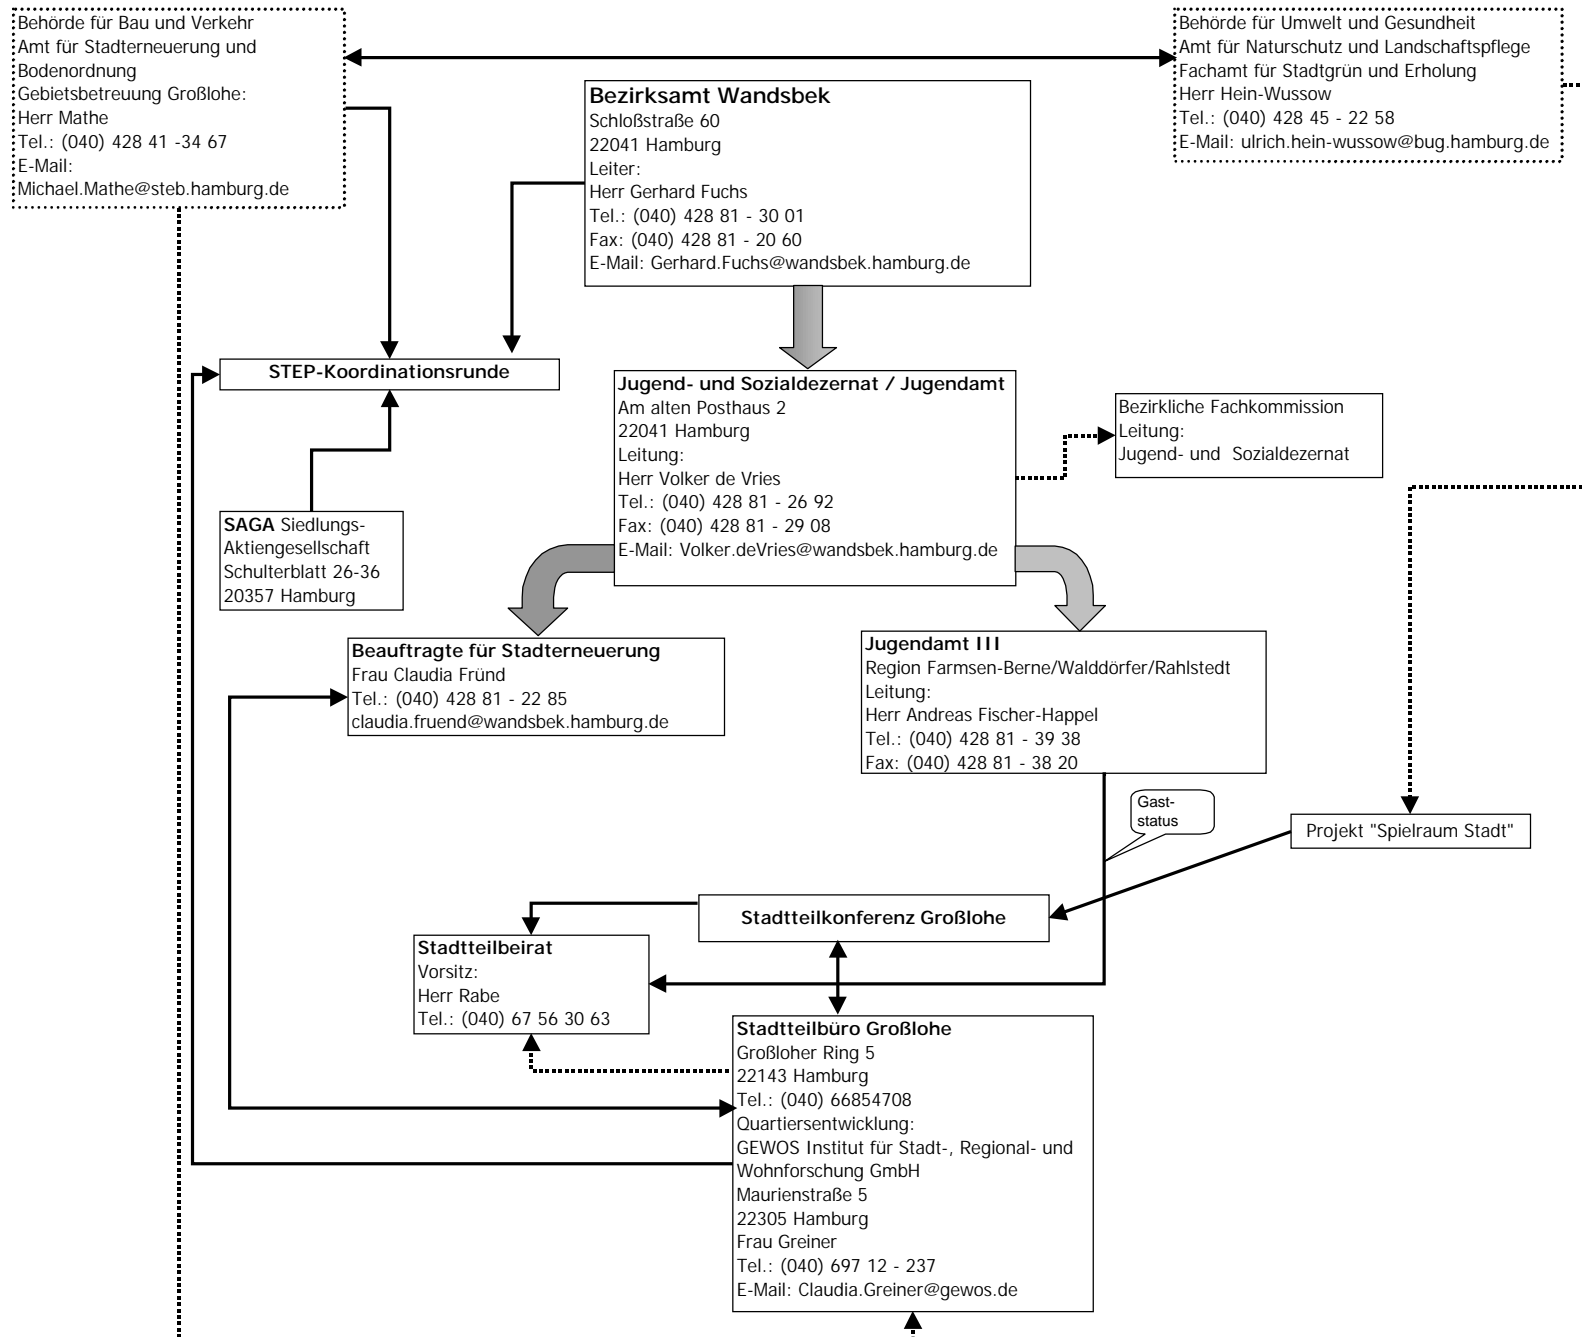 Behörde für Bau und Verkehr
Amt für Stadterneuerung und
Bodenordnung
Gebietsbetreuung Großlohe:
Herr Mathe
Tel.: (040) 428 41 -34 67
E-Mail:
Michael.Mathe@steb.hamburg.de
Behörde für Umwelt und Gesundheit
Amt für Naturschutz und Landschaftspflege
Fachamt für Stadtgrün und Erholung
Herr Hein-Wussow
Tel.: (040) 428 45 - 22 58
E-Mail: ulrich.hein-wussow@bug.hamburg.de
Bezirksamt Wandsbek
Schloßstraße 60
22041 Hamburg
Leiter:
Herr Gerhard Fuchs
Tel.: (040) 428 81 - 30 01
Fax: (040) 428 81 - 20 60
E-Mail: Gerhard.Fuchs@wandsbek.hamburg.de
STEP-Koordinationsrunde
Jugend- und Sozialdezernat / Jugendamt
Am alten Posthaus 2
22041 Hamburg
Leitung:
Herr Volker de Vries
Tel.: (040) 428 81 - 26 92
Fax: (040) 428 81 - 29 08
E-Mail: Volker.deVries@wandsbek.hamburg.de
Bezirkliche Fachkommission
Leitung:
Jugend- und  Sozialdezernat
SAGA Siedlungs-
Aktiengesellschaft
Schulterblatt 26-36
20357 Hamburg
Beauftragte für Stadterneuerung
Frau Claudia Fründ
Tel.: (040) 428 81 - 22 85
claudia.fruend@wandsbek.hamburg.de
Jugendamt III
Region Farmsen-Berne/Walddörfer/Rahlstedt
Leitung:
Herr Andreas Fischer-Happel
Tel.: (040) 428 81 - 39 38
Fax: (040) 428 81 - 38 20
Gast-
status
Projekt "Spielraum Stadt"
Stadtteilkonferenz Großlohe
Stadtteilbeirat
Vorsitz:
Herr Rabe
Tel.: (040) 67 56 30 63
Stadtteilbüro Großlohe
Großloher Ring 5
22143 Hamburg
Tel.: (040) 66854708
Quartiersentwicklung:
GEWOS Institut für Stadt-, Regional- und
Wohnforschung GmbH
Maurienstraße 5
22305 Hamburg
Frau Greiner
Tel.: (040) 697 12 - 237
E-Mail: Claudia.Greiner@gewos.de